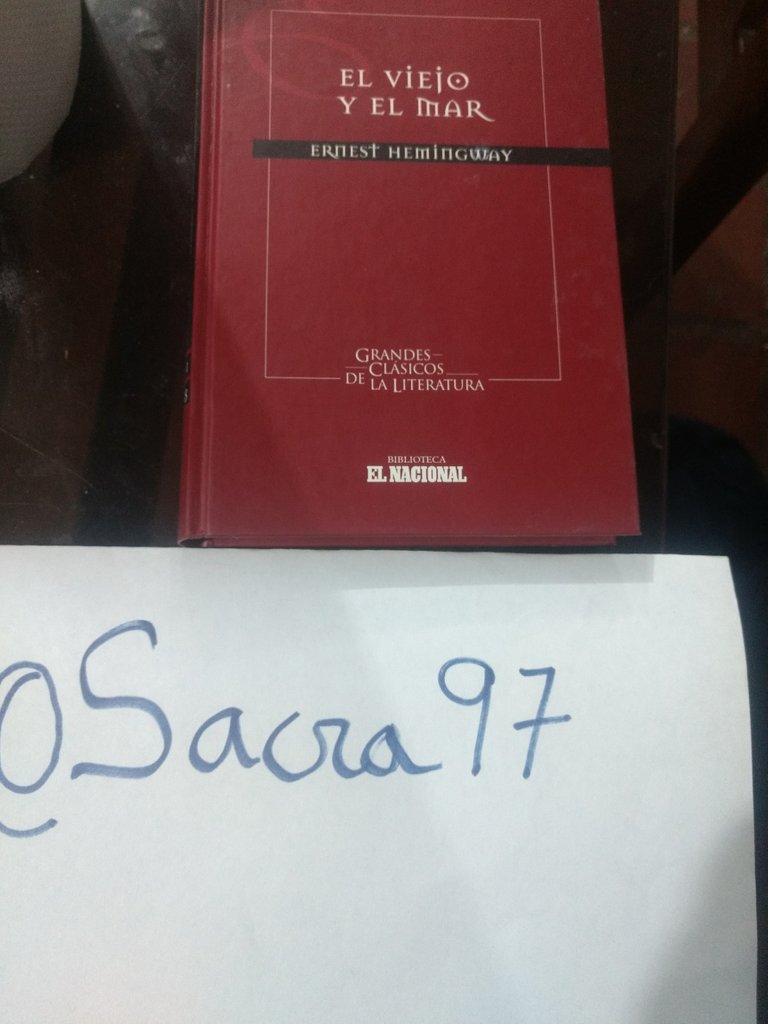 EL VIEJO
Y EL MAR
ERNEST HEMINGWAY
GRANDES
CLÁSICOS
DE LA LITERATURA
BIBLIOTECA
EL NACIONAL
@Sacra97